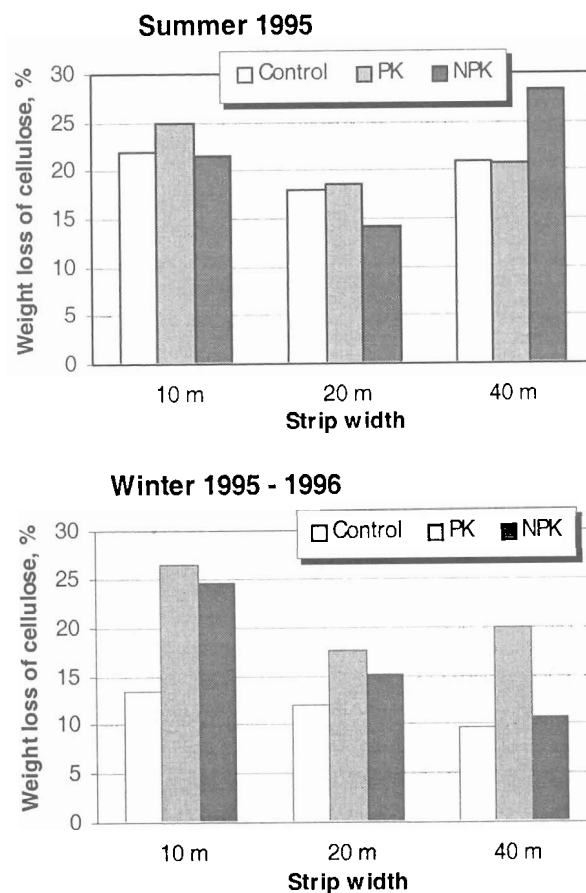 Summer 1995
Control PK NPK
Weight loss of cellulose, %
30
25
20
15
10
5
0
10 m 20 m 40 m
Strip width
Winter 1995 - 1996
Control PK NPK
Weight loss of cellulose, %
30
25
20
15
10
5
0
10 m 20 m 40 m
Strip width